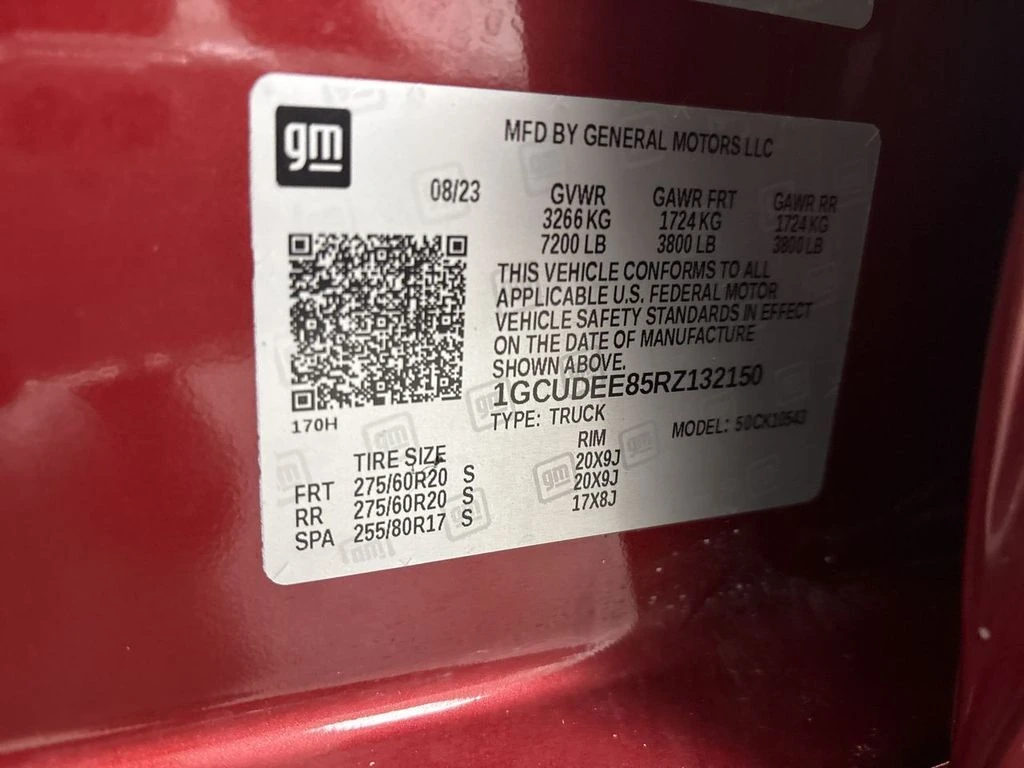 gm
MFD BY GENERAL MOTORS LLC
08/23 GVWR GAWR FRT GAWR RR
3266 KG 1724 KG 1724 KG
7200 LB 3800 LB 3800 LB
THIS VEHICLE CONFORMS TO ALL
APPLICABLE U.S. FEDERAL MOTOR
VEHICLE SAFETY STANDARDS IN EFFECT
ON THE DATE OF MANUFACTURE
SHOWN ABOVE.
1GCUDEE85RZ132150
TYPE: TRUCK MODEL:
170H
TIRE SIZE RIM
FRT 275/60R20 S 20X9J
RR 275/60R20 S 20X9J
SPA 255/80R17 S 17X8J